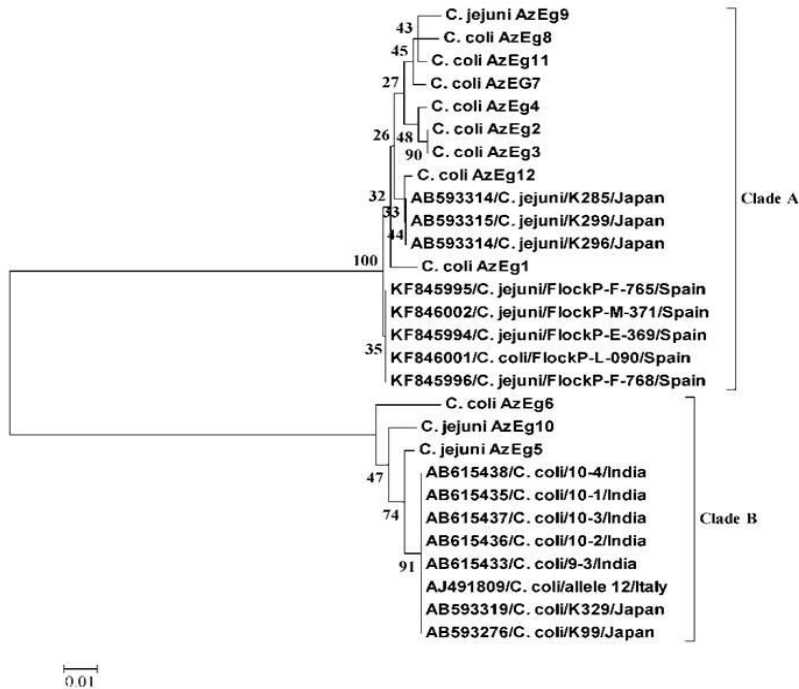 C. jejuni AzEg9
43
C. coli AzEg8
45
C. coli AzEg11
27
C. coli AzEG7
C. coli AzEg4
26
48
C. coli AzEg2
90
C. coli AzEg3
C. coli AzEg12
32
AB593314/C. jejuni/K285/Japan
Clade A
33
AB593315/C. jejuni/K299/Japan
44
AB593314/C. jejuni/K296/Japan
100
C. coli AzEg1
KF845995/C. jejuni/FlockP-F-765/Spain
KF846002/C. jejuni/FlockP-M-371/Spain
KF845994/C. jejuni/FlockP-E-369/Spain
35
KF846001/C. coli/FlockP-L-090/Spain
KF845996/C. jejuni/FlockP-F-768/Spain
C. coli AzEg6
C. jejuni AzEg10
C. jejuni AzEg5
47
AB615438/C. coli/10-4/India
AB615435/C. coli/10-1/India
74
AB615437/C. coli/10-3/India
Clade B
AB615436/C. coli/10-2/India
91
AB615433/C. coli/9-3/India
AJ491809/C. coli/allele 12/Italy
AB593319/C. coli/K329/Japan
AB593276/C. coli/K99/Japan
0.01